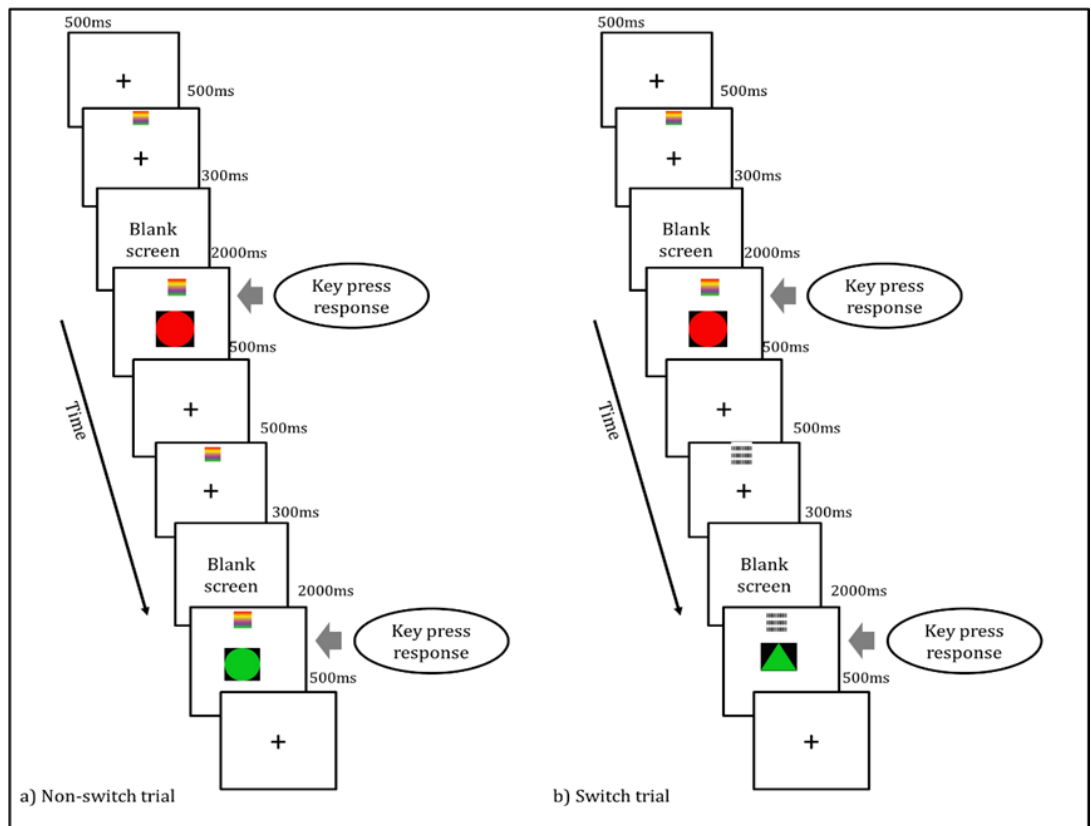 500ms
500ms
300ms
Blank
screen
2000ms
Key press
response
500ms
Time
500ms
300ms
Blank
screen
2000ms
Key press
response
500ms
a) Non-switch trial
500ms
500ms
300ms
Blank
screen
2000ms
Key press
response
500ms
Time
500ms
300ms
Blank
screen
2000ms
Key press
response
500ms
b) Switch trial